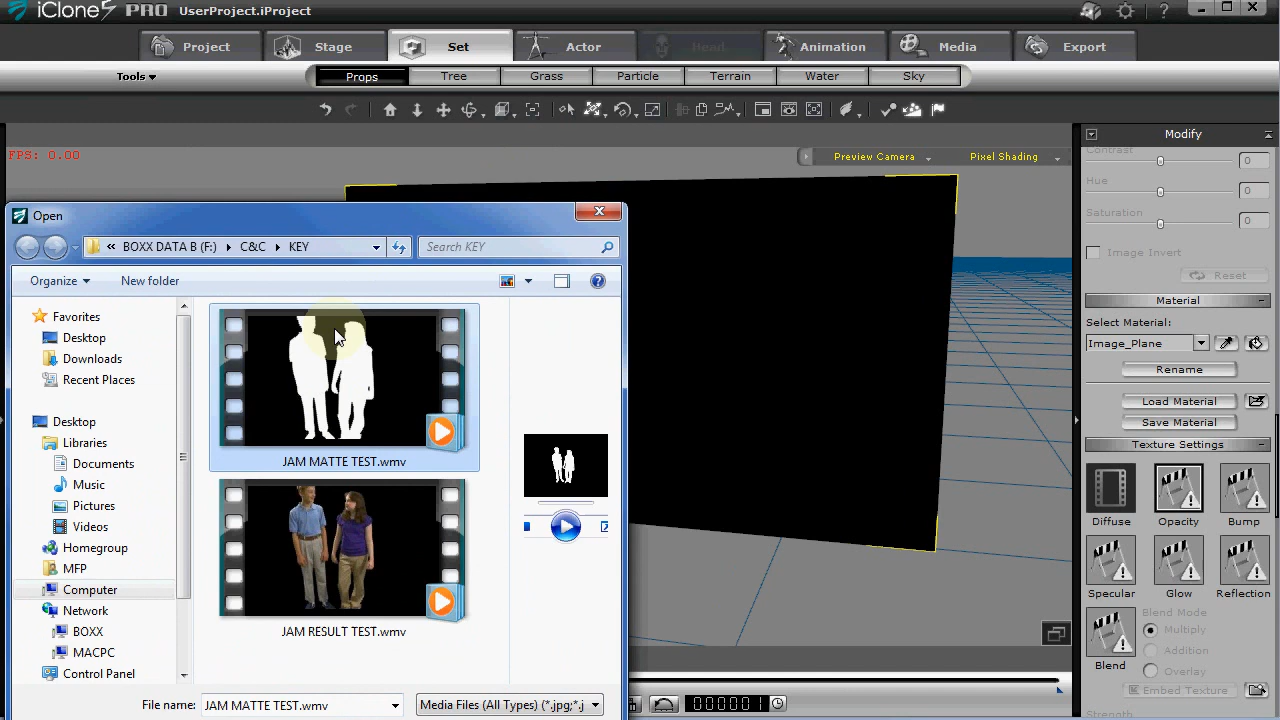 iClone5 PRO UserProject.iProject
Project Stage Set Actor Head Animation Media Export
Tools Props Tree Grass Particle Terrain Water Sky
FPS: 0.00
Preview Camera
Pixel Shading
Modify
Contrast 0
Hue 0
Saturation 0
Image Invert
Reset
Material
Select Material:
Image_Plane
Rename
Load Material
Save Material
Texture Settings
Diffuse Opacity Bump
Specular Glow Reflection
Blend
Blend Mode
Multiply
Addition
Overlay
Embed Texture
Strength
Open
« BOXX DATA B (F:) C&C KEY
Search KEY
Organize New folder
Favorites
Desktop
Downloads
Recent Places
Desktop
Libraries
Documents
Music
Pictures
Videos
Homegroup
MFP
Computer
Network
BOXX
MACPC
Control Panel
JAM MATTE TEST.wmv
JAM RESULT TEST.wmv
File name: JAM MATTE TEST.wmv
Media Files (All Types) (*.jpg;*.j
000001